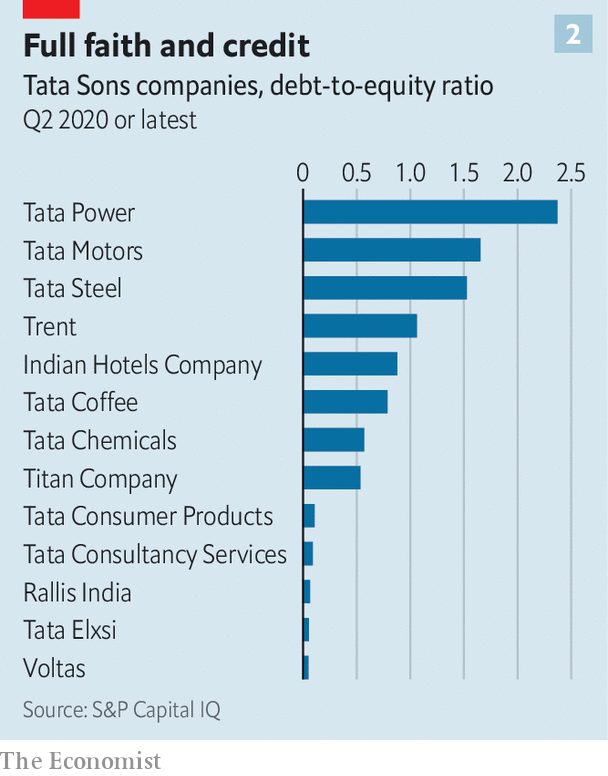 Full faith and credit
2
Tata Sons companies, debt-to-equity ratio
Q2 2020 or latest
0 0.5 1.0 1.5 2.0 2.5
Tata Power
Tata Motors
Tata Steel
Trent
Indian Hotels Company
Tata Coffee
Tata Chemicals
Titan Company
Tata Consumer Products
Tata Consultancy Services
Rallis India
Tata Elxsi
Voltas
Source: S&P Capital IQ
The Economist